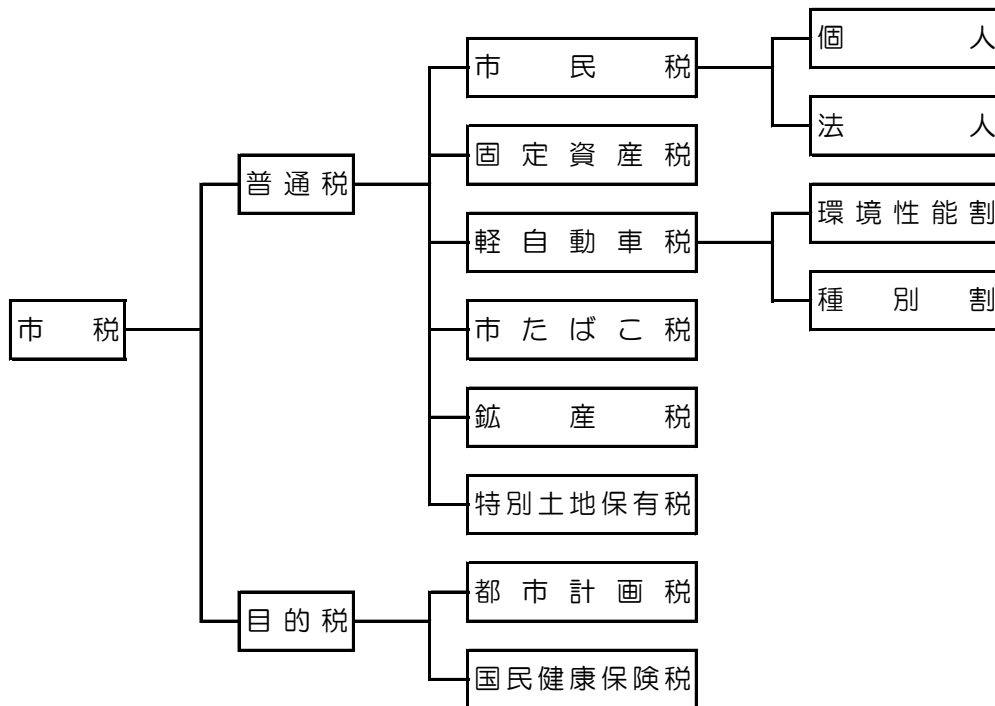 市税
普通税
市民税
個人
法人
固定資産税
軽自動車税
環境性能割
種別割
市たばこ税
鉱産税
特別土地保有税
目的税
都市計画税
国民健康保険税